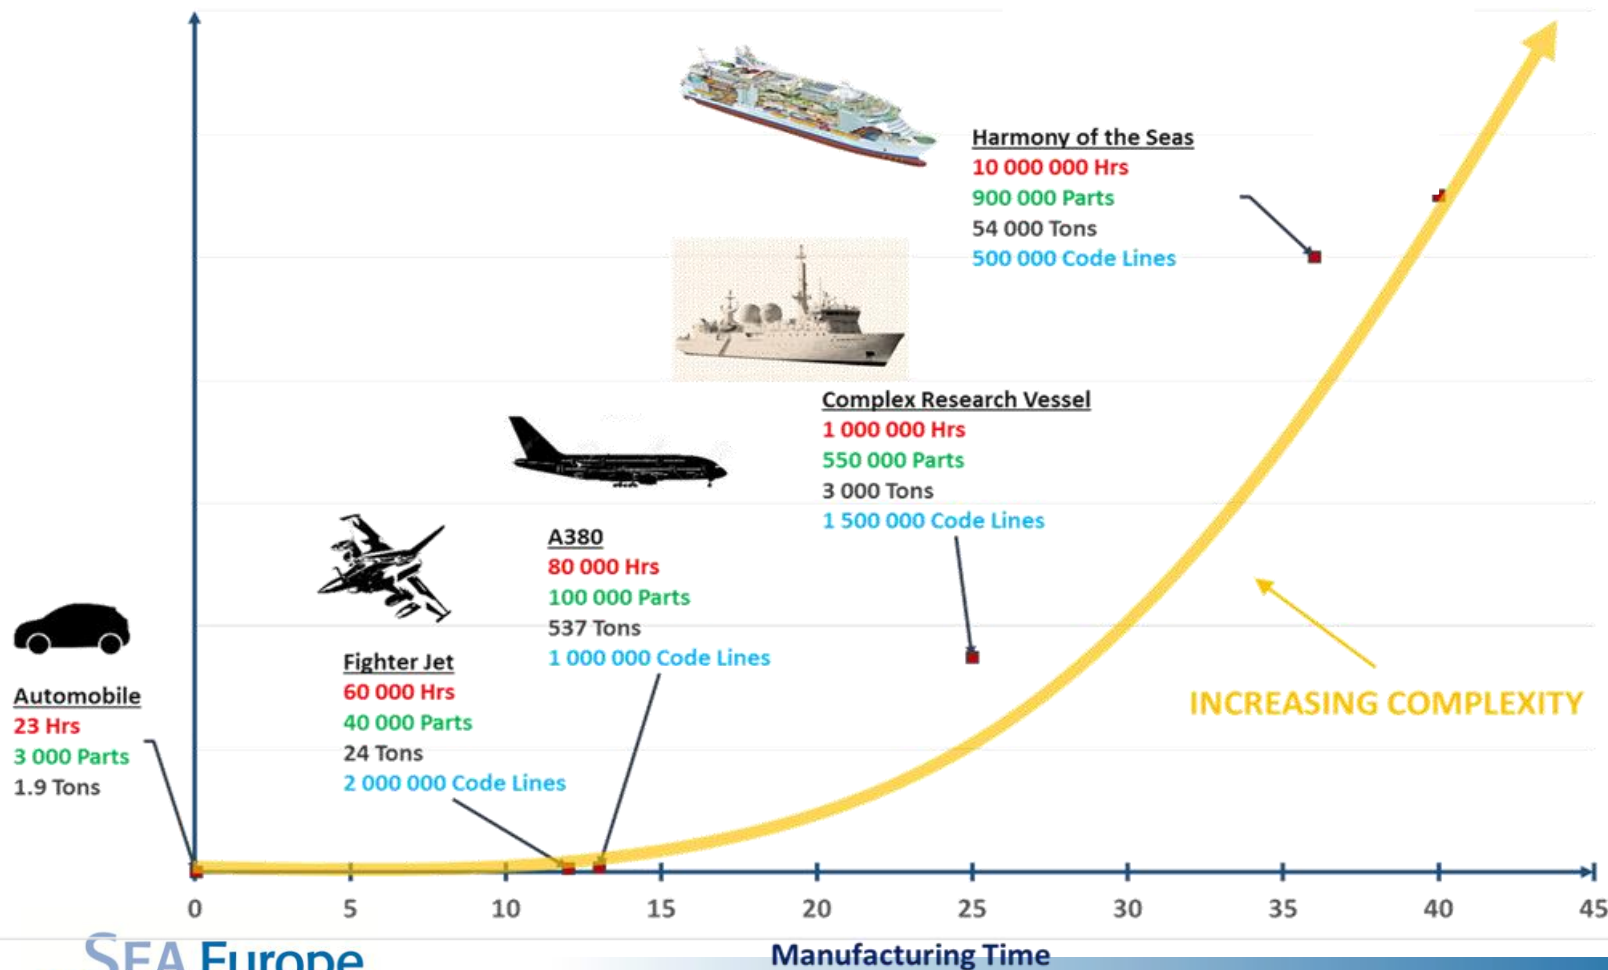 Harmony of the Seas
10 000 000 Hrs
900 000 Parts
54 000 Tons
500 000 Code Lines
Complex Research Vessel
1 000 000 Hrs
550 000 Parts
3 000 Tons
1 500 000 Code Lines
A380
80 000 Hrs
100 000 Parts
537 Tons
1 000 000 Code Lines
Fighter Jet
60 000 Hrs
40 000 Parts
24 Tons
2 000 000 Code Lines
Automobile
23 Hrs
3 000 Parts
1.9 Tons
INCREASING COMPLEXITY
0 5 10 15 20 25 30 35 40 45
Manufacturing Time
SEA Europe